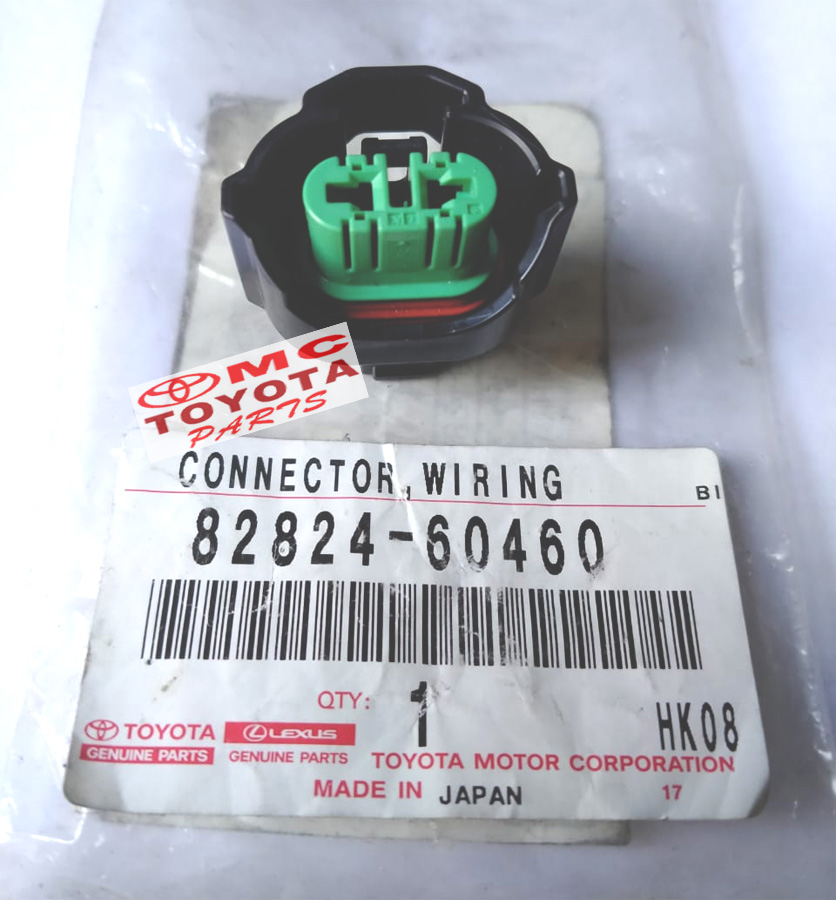 OMC
TOYOTA
PARTS
CONNECTOR, WIRING
BI
82824-60460
QTY: 1
HK08
TOYOTA LEXUS
GENUINE PARTS GENUINE PARTS TOYOTA MOTOR CORPORATION
MADE IN JAPAN 17